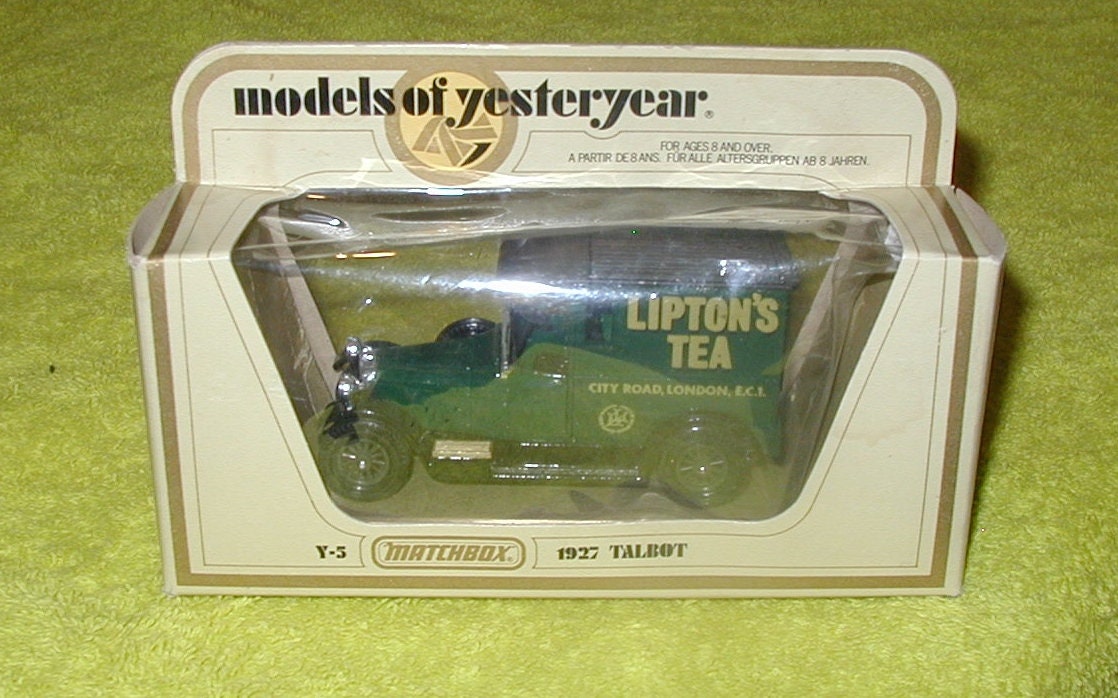 models of yesteryear®
FOR AGES 8 AND OVER.
A PARTIR DE 8 ANS. FÜR ALLE ALTERSGRUPPEN AB 8 JAHREN.
LIPTON'S
TEA
CITY ROAD, LONDON, E.C.1.
Y-5 MATCHBOX® 1927 TALBOT